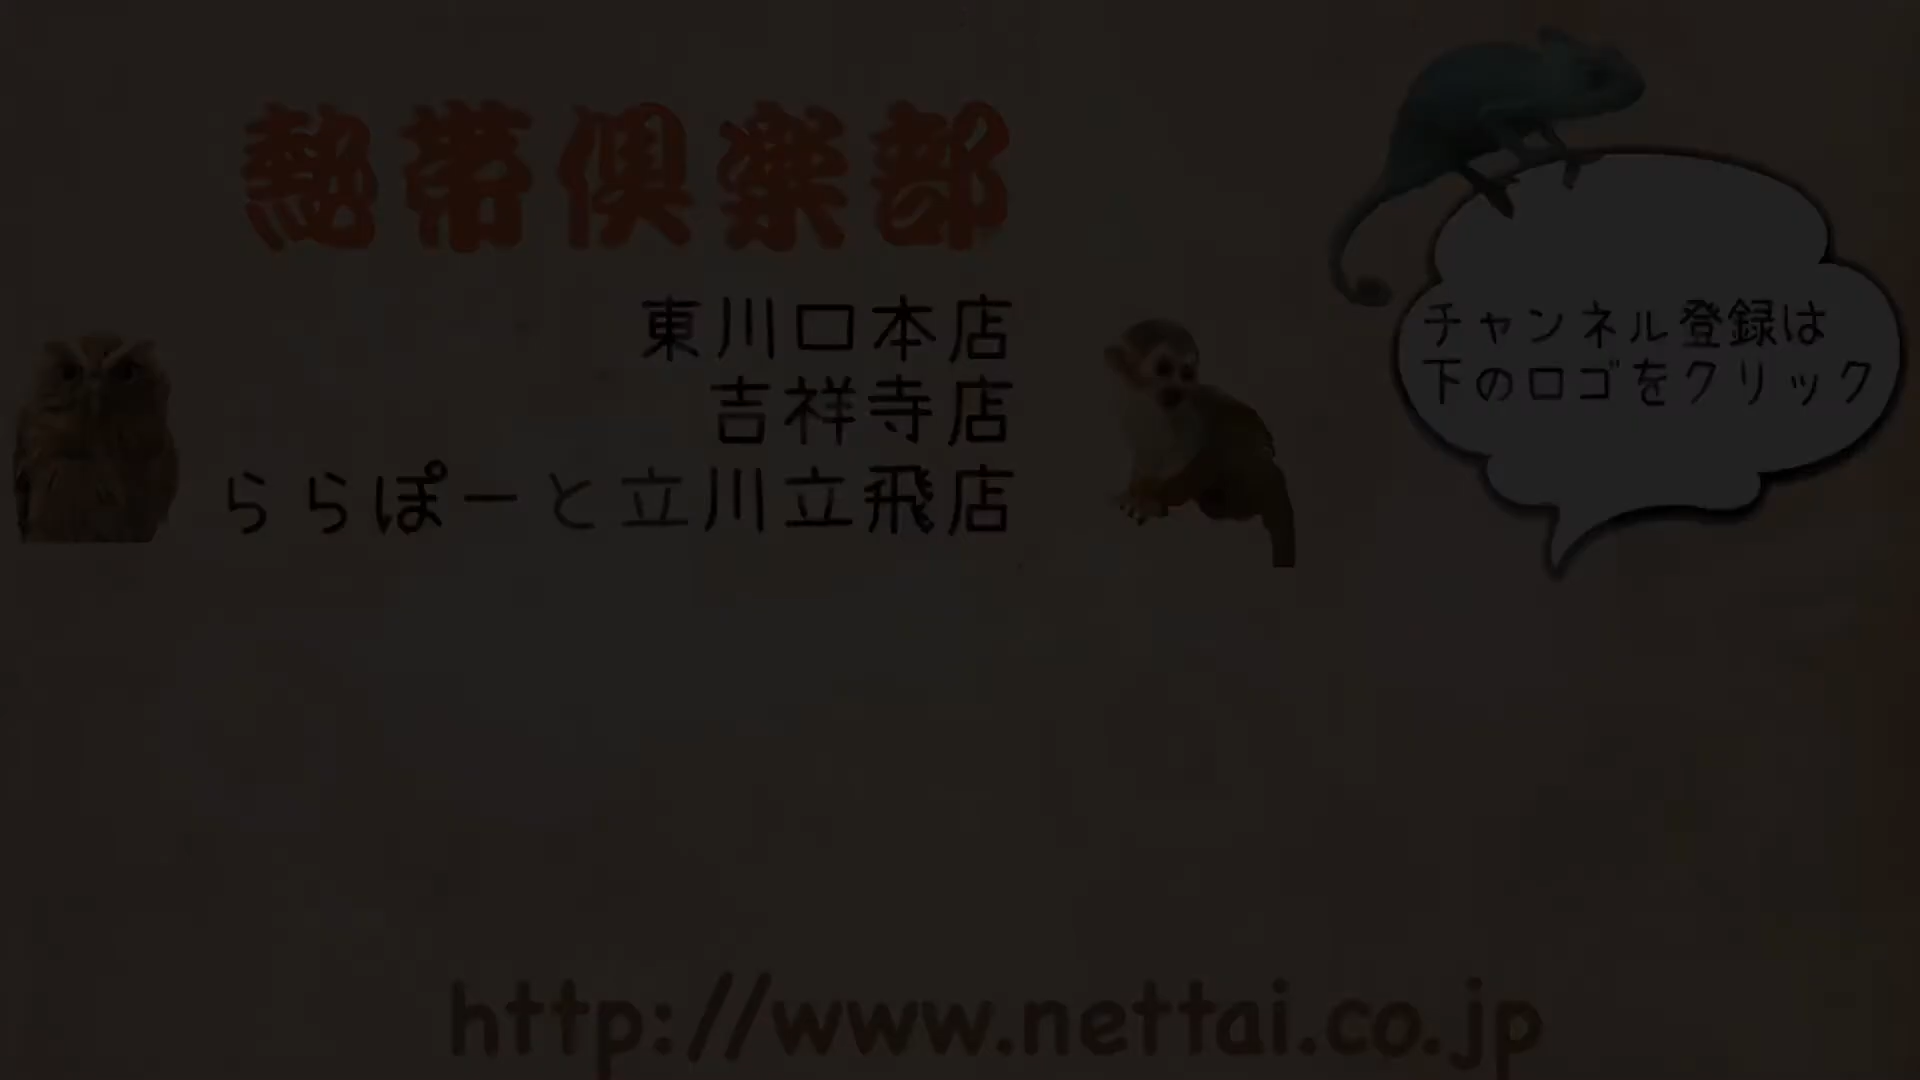 熱帯倶楽部
東川口本店
吉祥寺店
ららぽーと立川立飛店
チャンネル登録は
下のロゴをクリック
http://www.nettai.co.jp